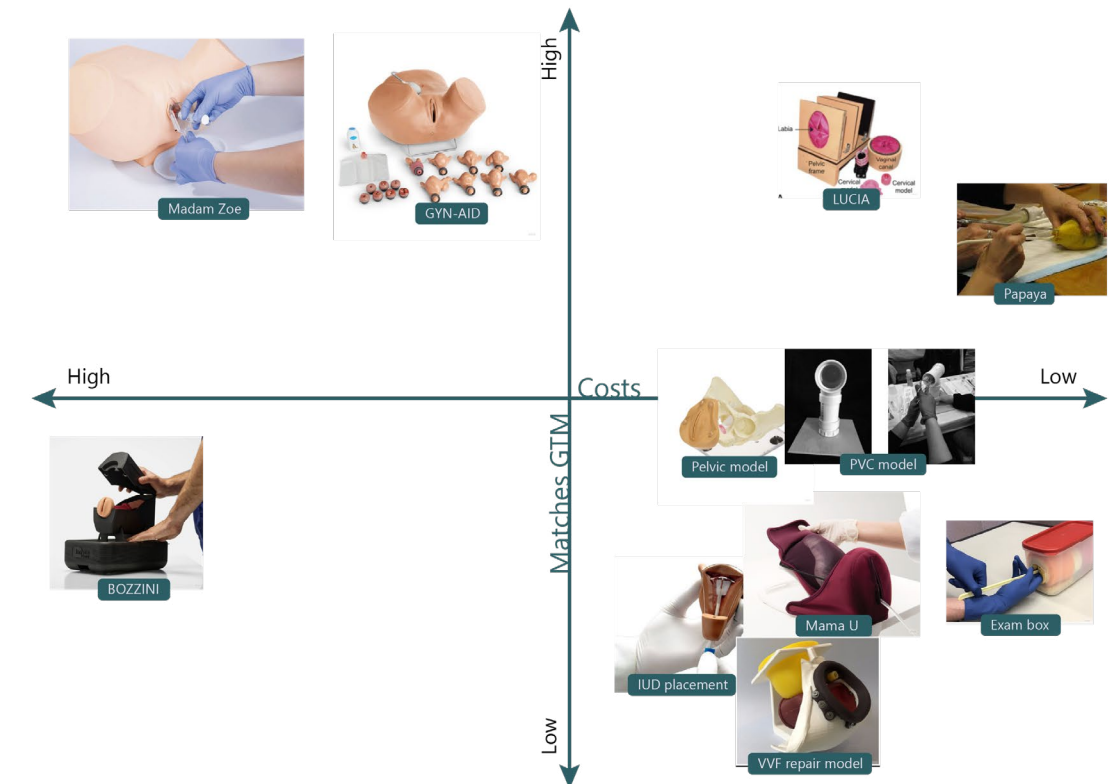 High
Madam Zoe
GYN-AID
Labia
Pelvic
frame
Vaginal
canal
Cervical
Cervical
model
LUCIA
Papaya
High
Costs
Low
Matches GTM
Pelvic model
PVC model
BOZZINI
Mama U
Exam box
IUD placement
Low
VVF repair model